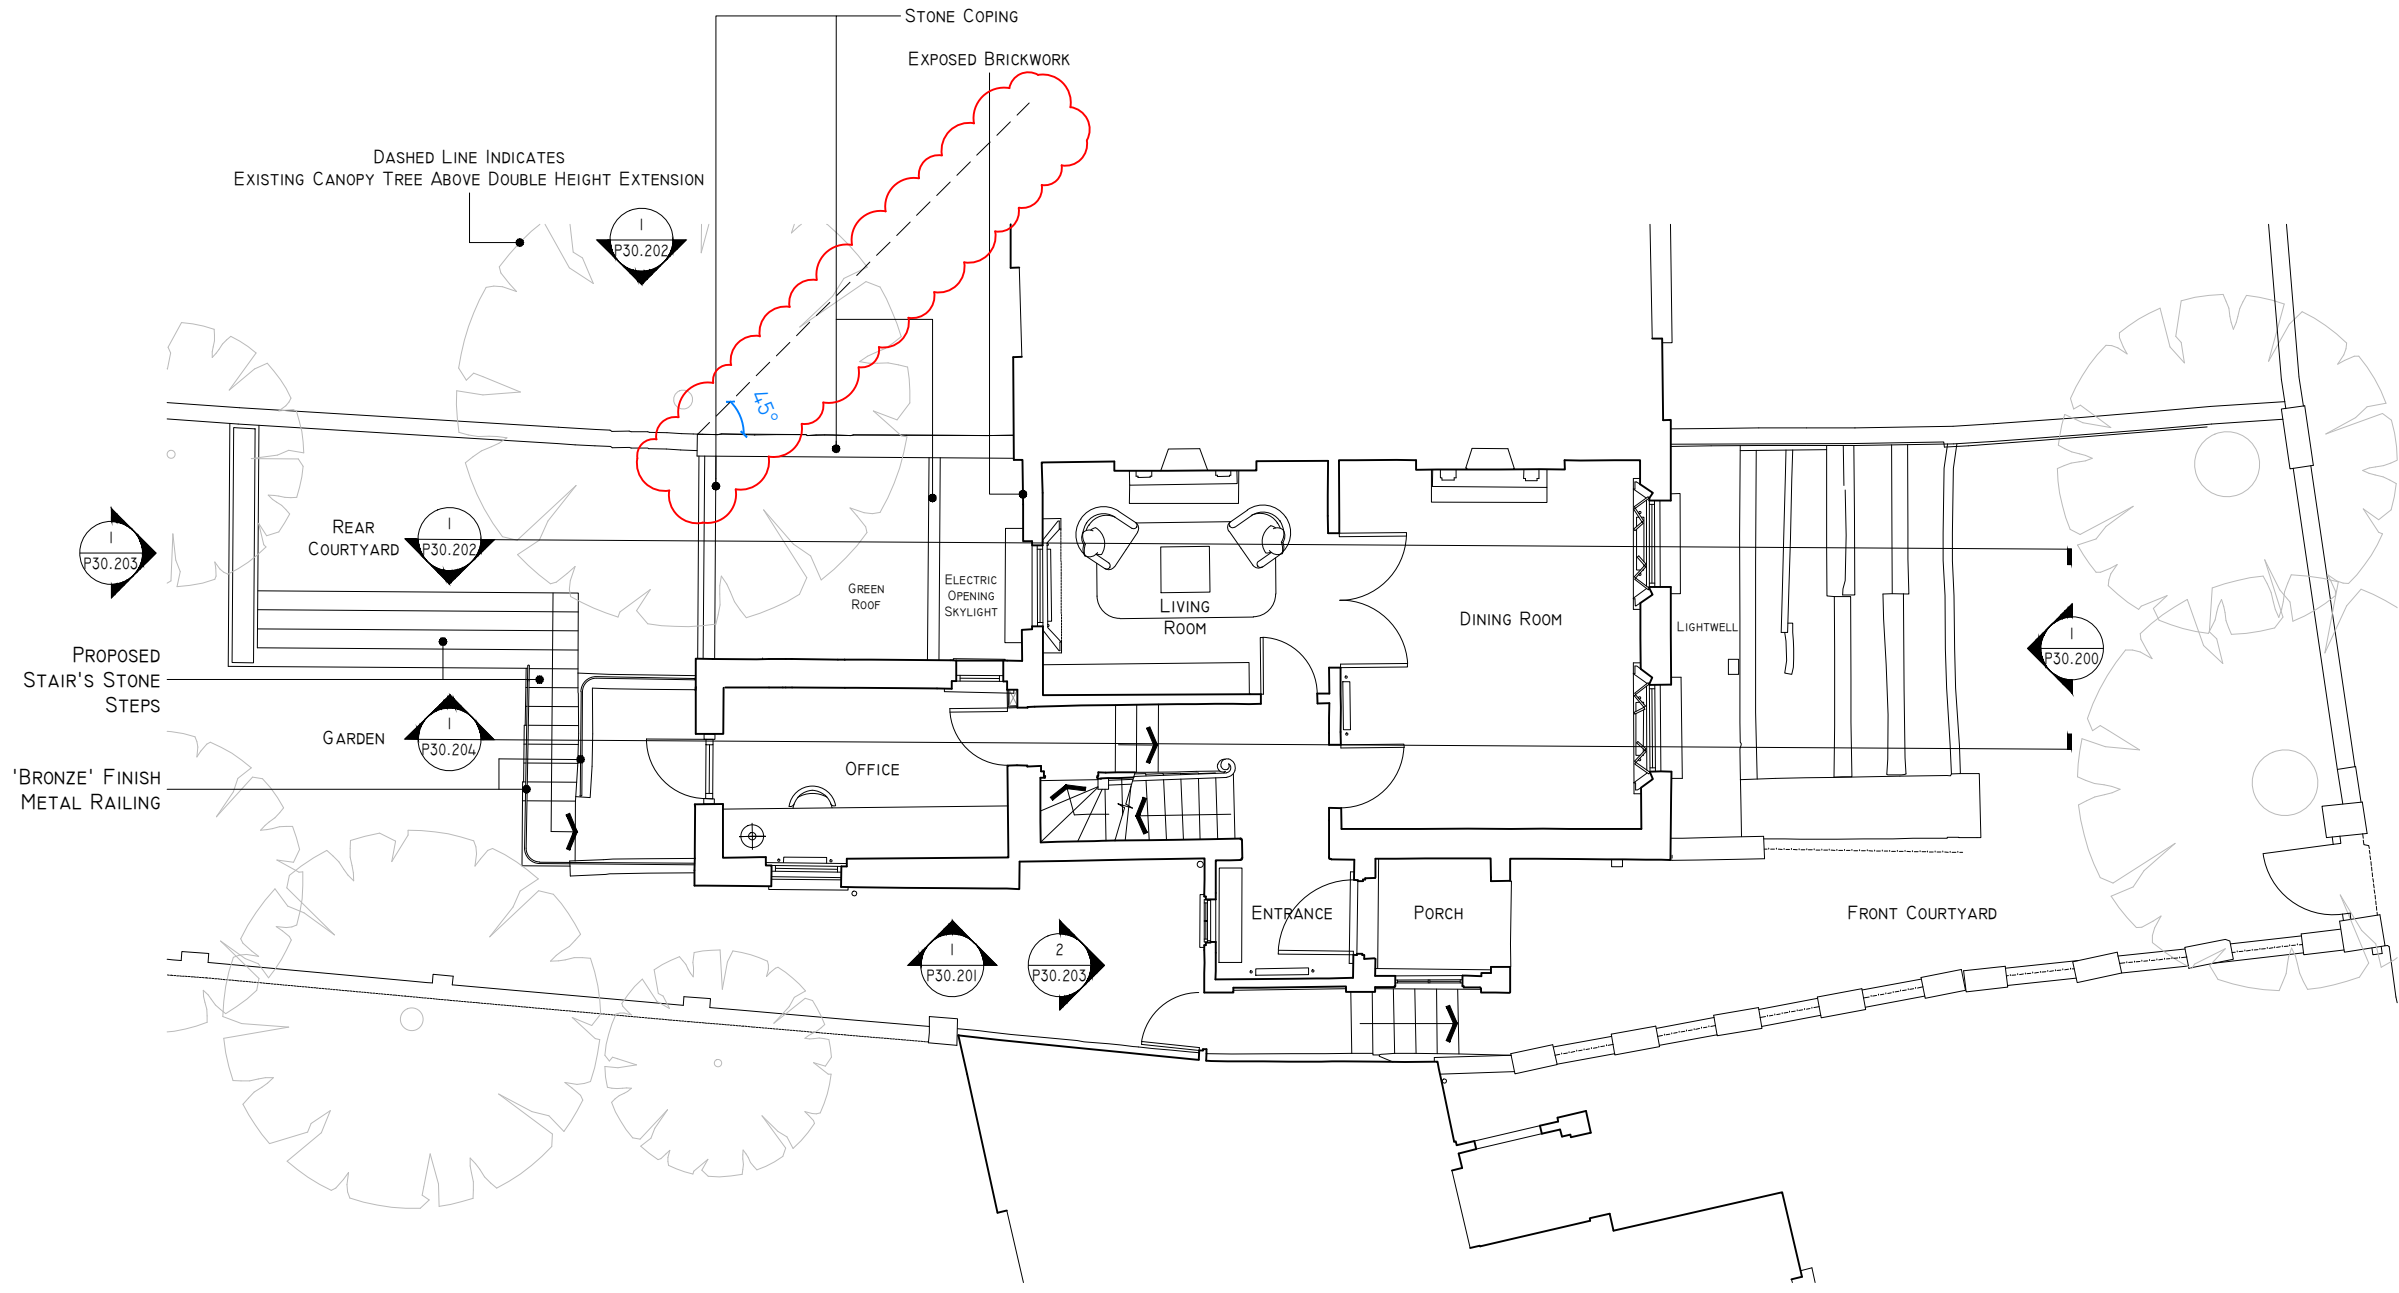 STONE COPING
EXPOSED BRICKWORK
DASHED LINE INDICATES
EXISTING CANOPY TREE ABOVE DOUBLE HEIGHT EXTENSION
1
P30.202
45°
1
P30.203
REAR
COURTYARD
1
P30.202
GREEN
ROOF
ELECTRIC
OPENING
SKYLIGHT
LIVING
ROOM
DINING ROOM
LIGHTWELL
1
P30.200
PROPOSED
STAIR'S STONE
STEPS
GARDEN
1
P30.204
OFFICE
'BRONZE' FINISH
METAL RAILING
ENTRANCE
PORCH
FRONT COURTYARD
1
P30.201
2
P30.203